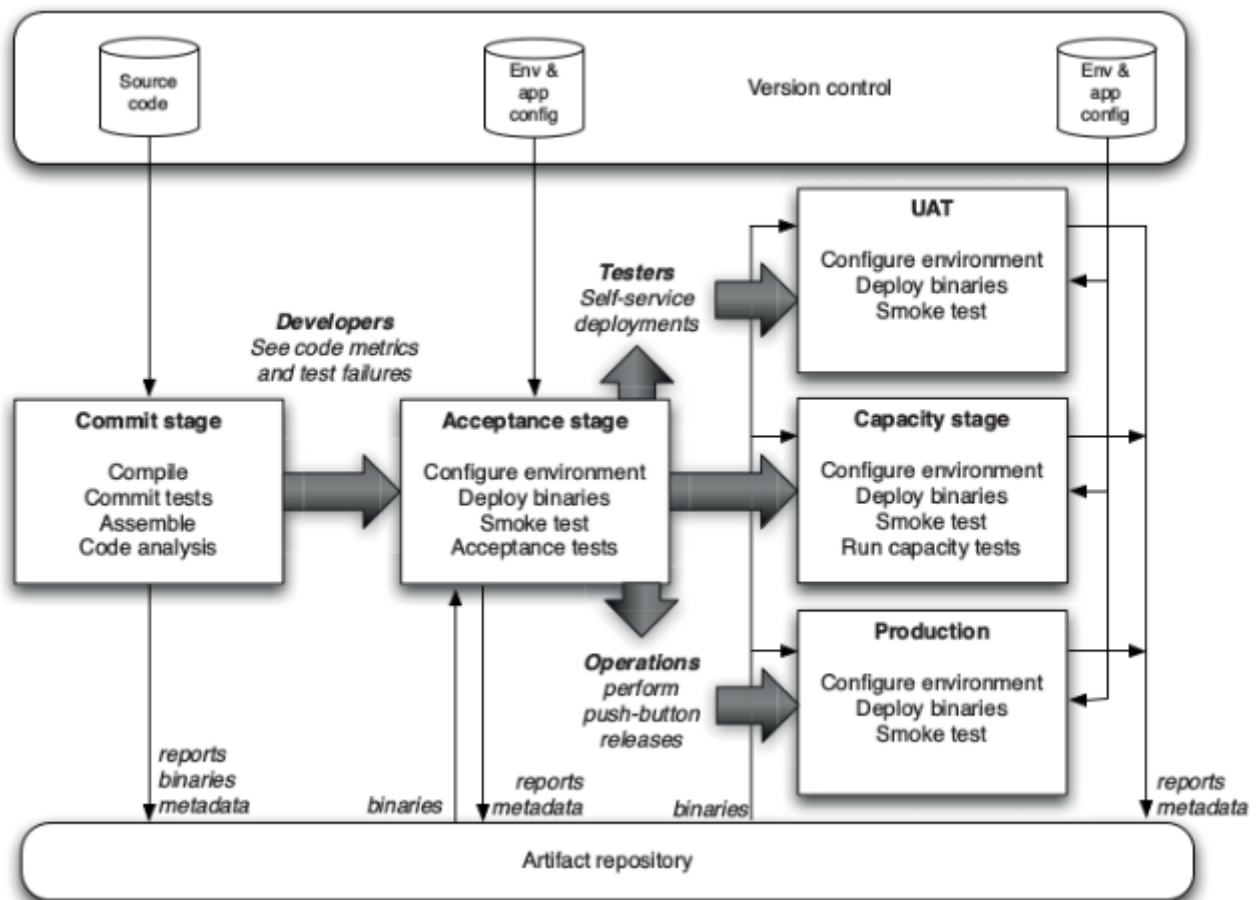 Source
code
Env &
app
config
Version control
Env &
app
config
UAT
Configure environment
Deploy binaries
Smoke test
Testers
Self-service
deployments
Developers
See code metrics
and test failures
Commit stage
Compile
Commit tests
Assemble
Code analysis
Acceptance stage
Configure environment
Deploy binaries
Smoke test
Acceptance tests
Capacity stage
Configure environment
Deploy binaries
Smoke test
Run capacity tests
Operations
perform
push-button
releases
Production
Configure environment
Deploy binaries
Smoke test
reports
binaries
metadata
binaries
reports
metadata
binaries
reports
metadata
Artifact repository